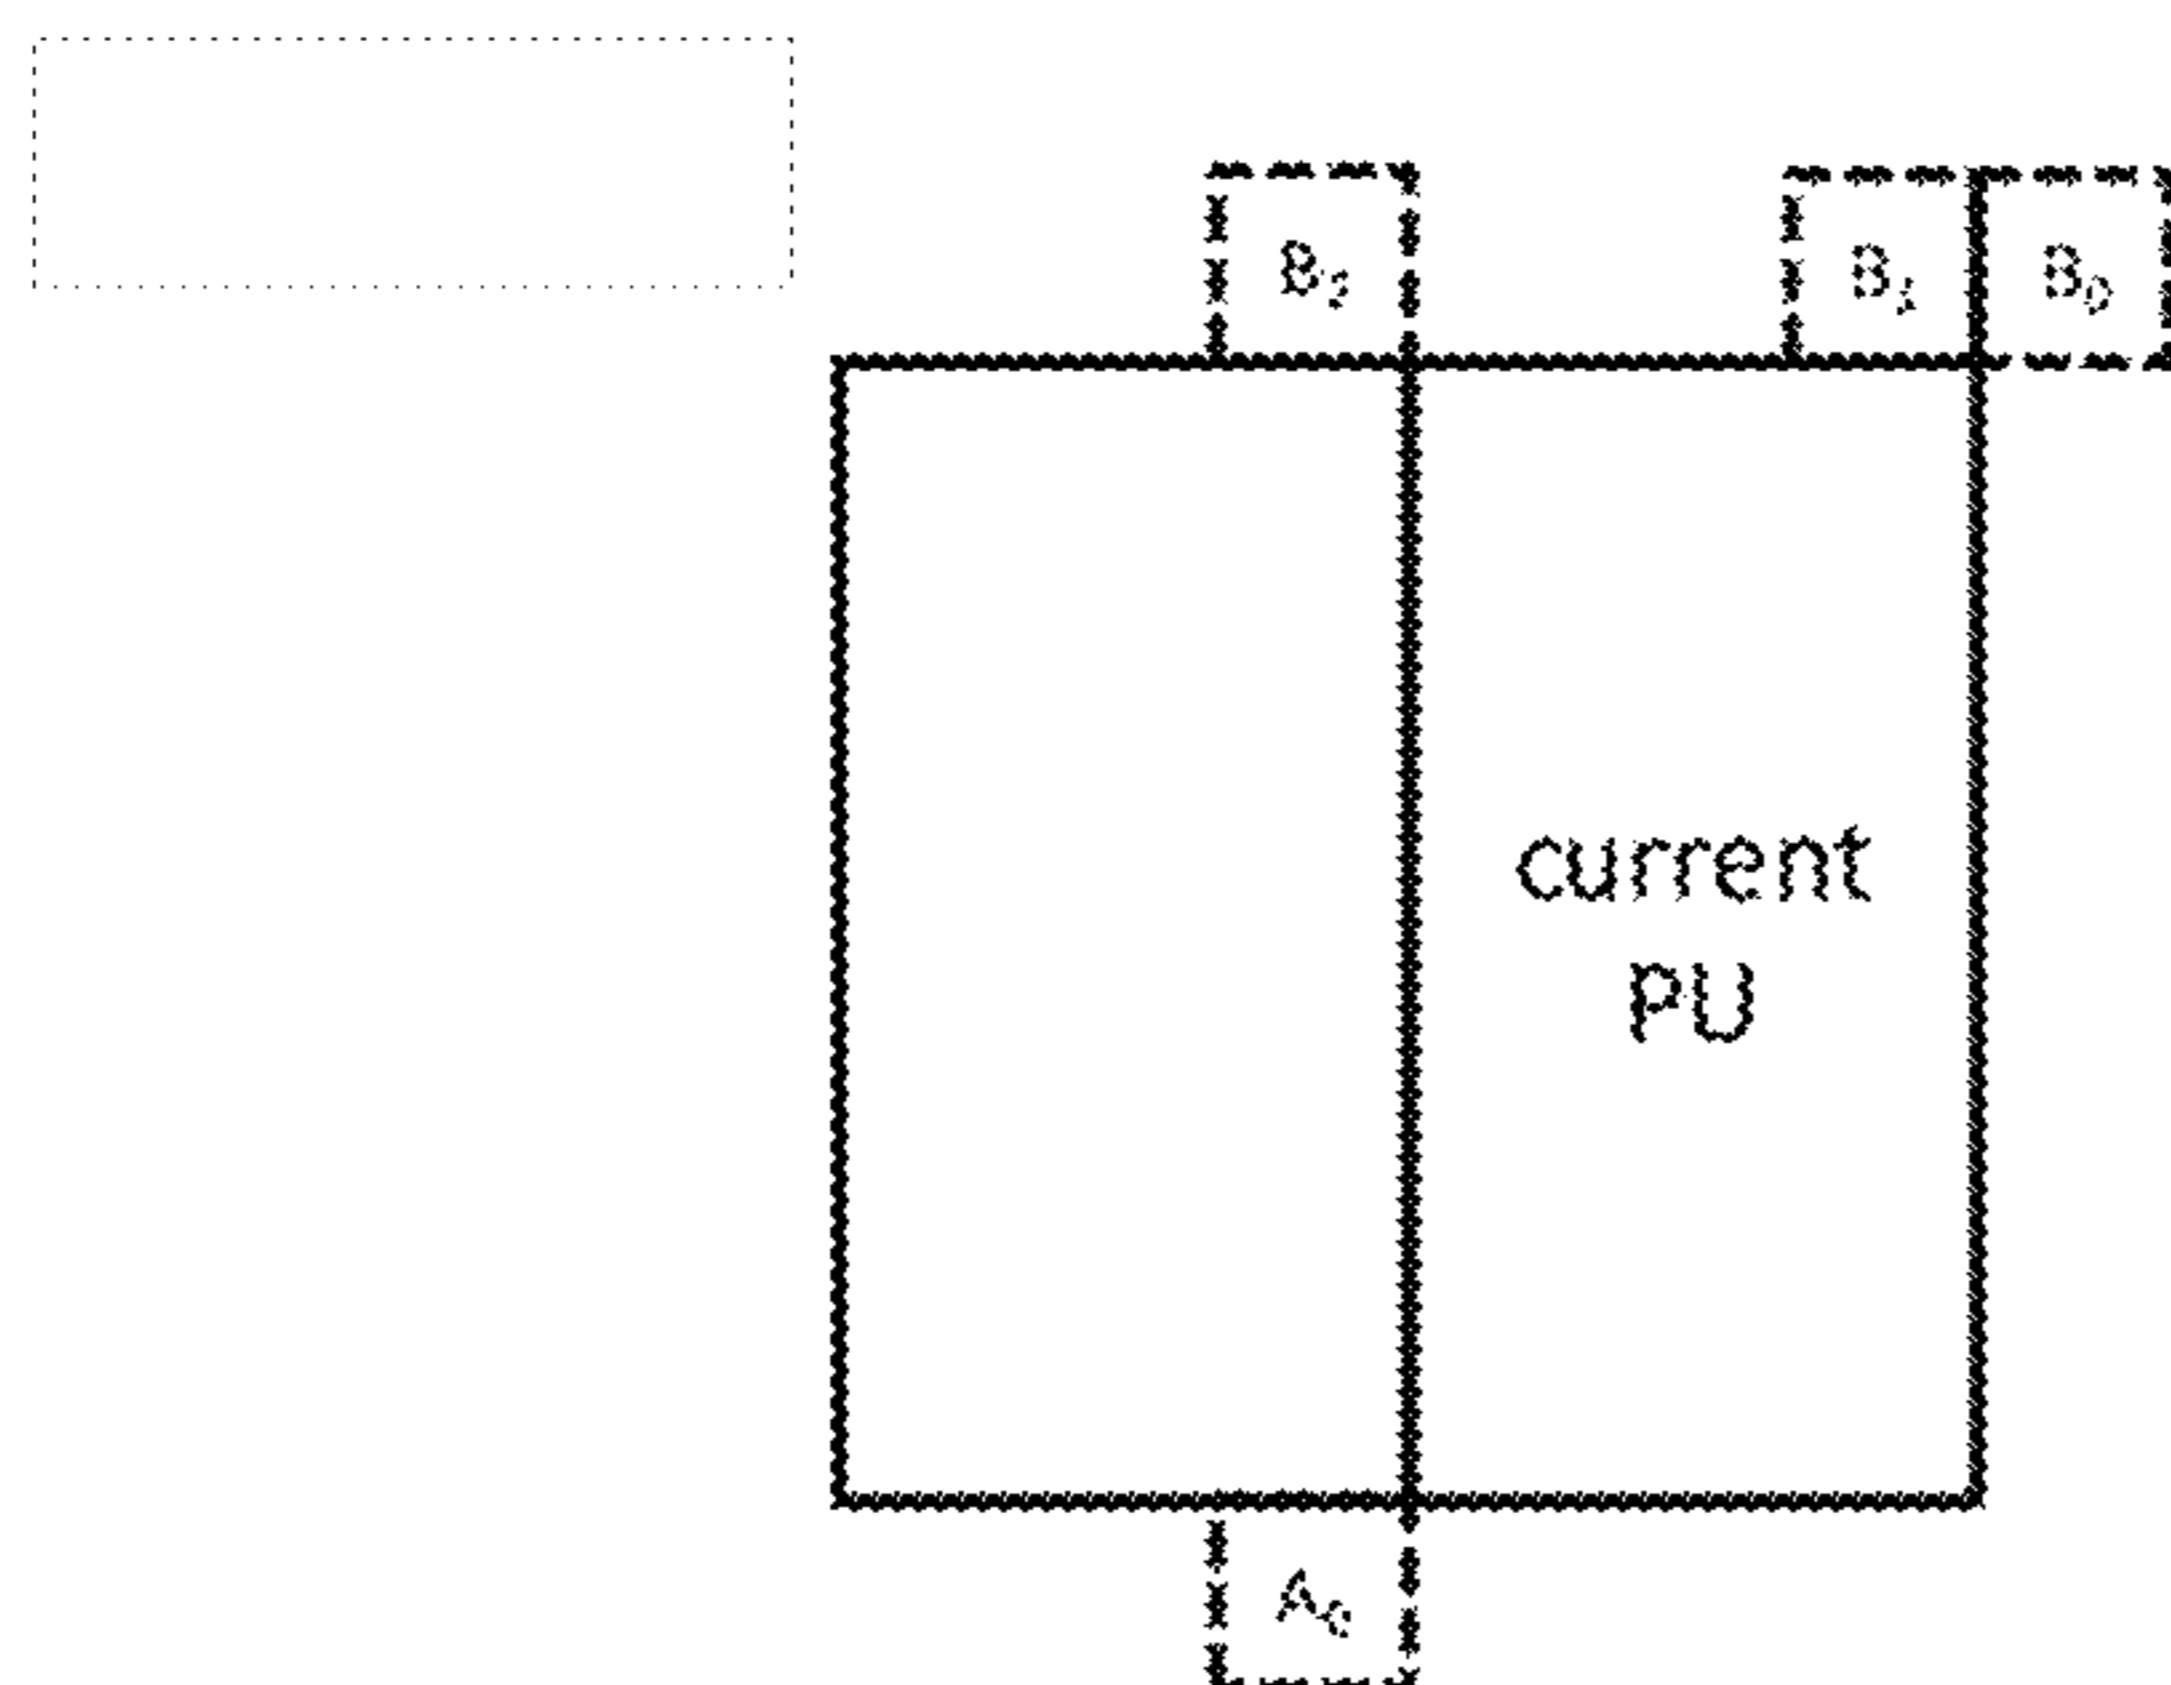 B₂
B₁
B₀
current
PU
A₀